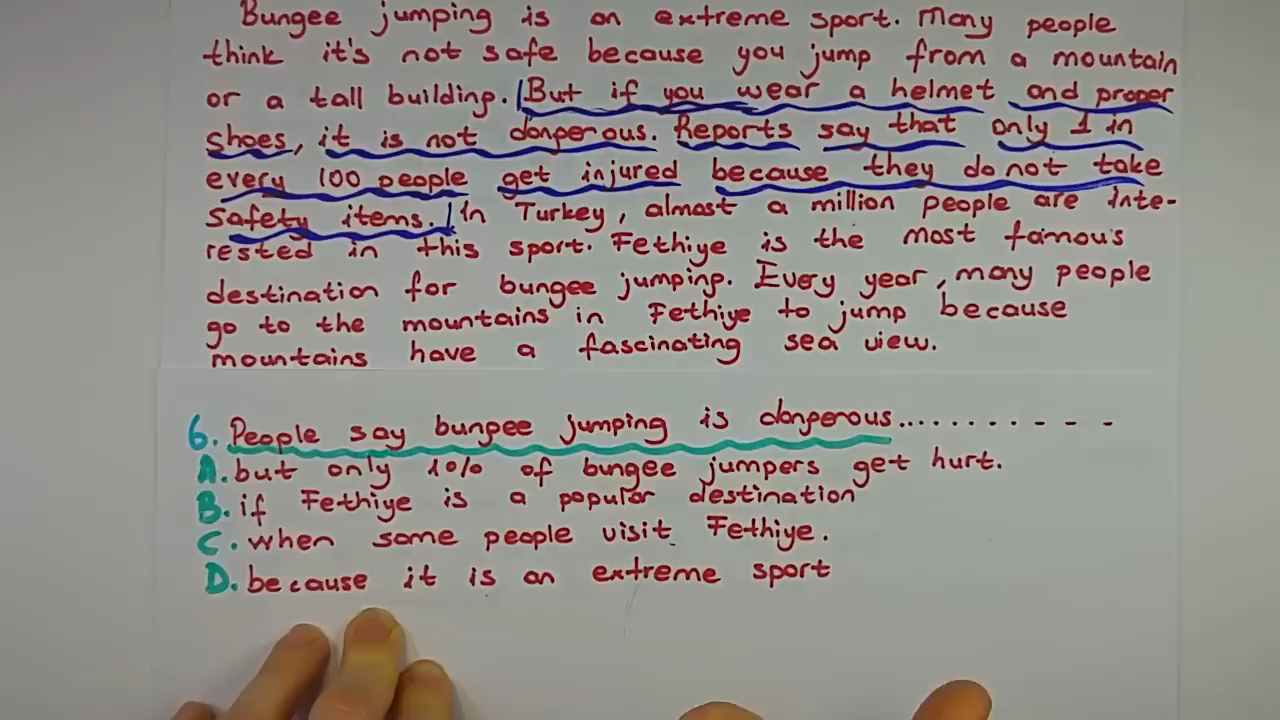 Bungee jumping is an extreme sport. Many people
think it's not safe because you jump from a mountain
or a tall building. But if you wear a helmet and proper
shoes, it is not dangerous. Reports say that only 1 in
every 100 people get injured because they do not take
safety items. In Turkey, almost a million people are inte-
rested in this sport. Fethiye is the most famous
destination for bungee jumping. Every year, many people
go to the mountains in Fethiye to jump because
mountains have a fascinating sea view.
6. People say bungee jumping is dangerous..........
A. but only 10% of bungee jumpers get hurt.
B. if Fethiye is a popular destination
C. when some people visit Fethiye.
D. because it is an extreme sport